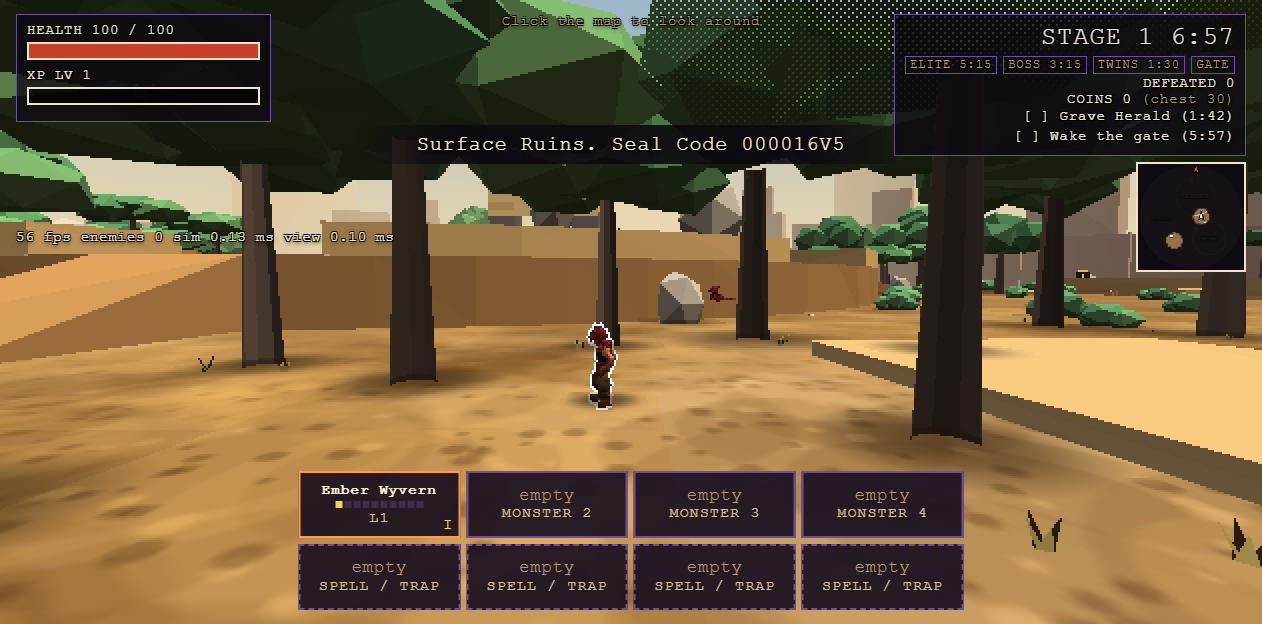 HEALTH 100 / 100
XP LV 1
Click the map to look around
STAGE 1 6:57
ELITE 5:15 BOSS 3:15 TWINS 1:30 GATE
DEFEATED 0
COINS 0 (chest 30)
[ ] Grave Herald (1:42)
[ ] Wake the gate (5:57)
Surface Ruins. Seal Code 000016V5
56 fps enemies 0 sim 0.13 ms view 0.10 ms
Ember Wyvern
L1
I
empty
MONSTER 2
empty
MONSTER 3
empty
MONSTER 4
empty
SPELL / TRAP
empty
SPELL / TRAP
empty
SPELL / TRAP
empty
SPELL / TRAP